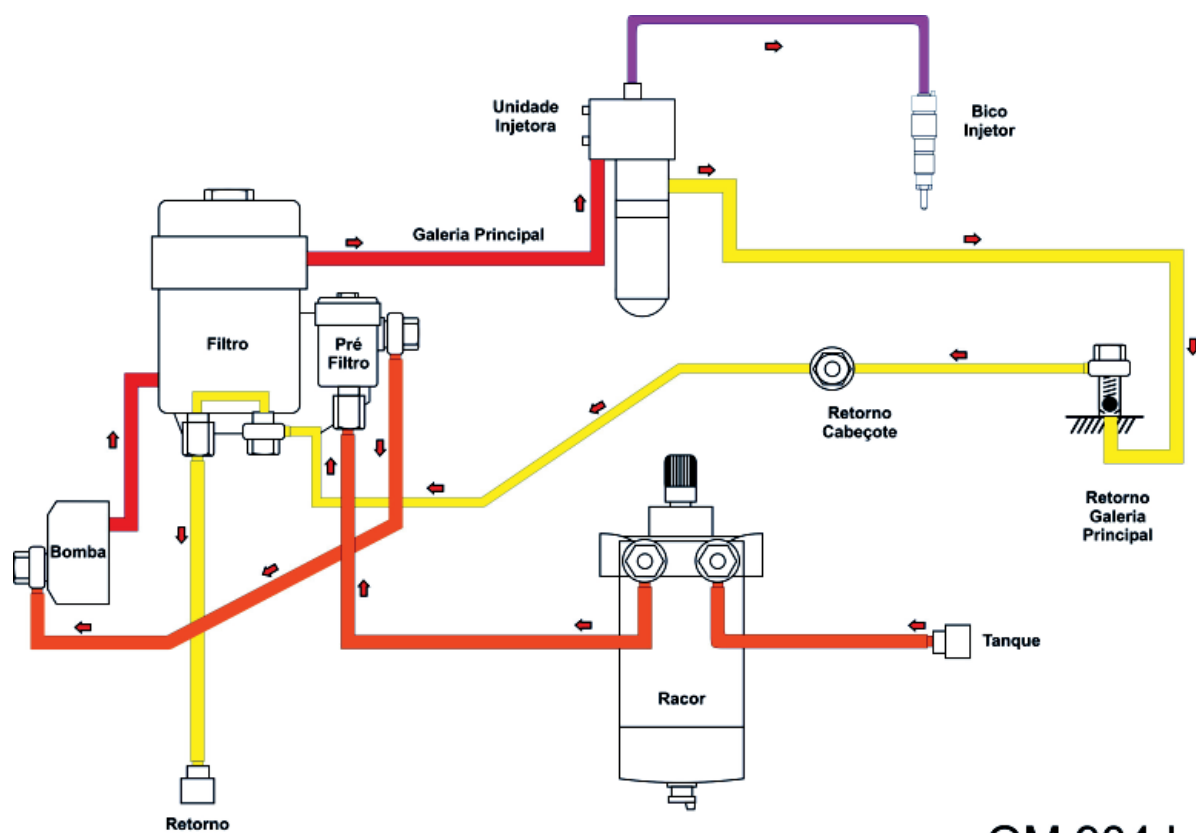 Unidade
Injetora
Bico
Injetor
Galeria Principal
Filtro
Pré
Filtro
Retorno
Cabeçote
Retorno
Galeria
Principal
Bomba
Tanque
Racor
Retorno